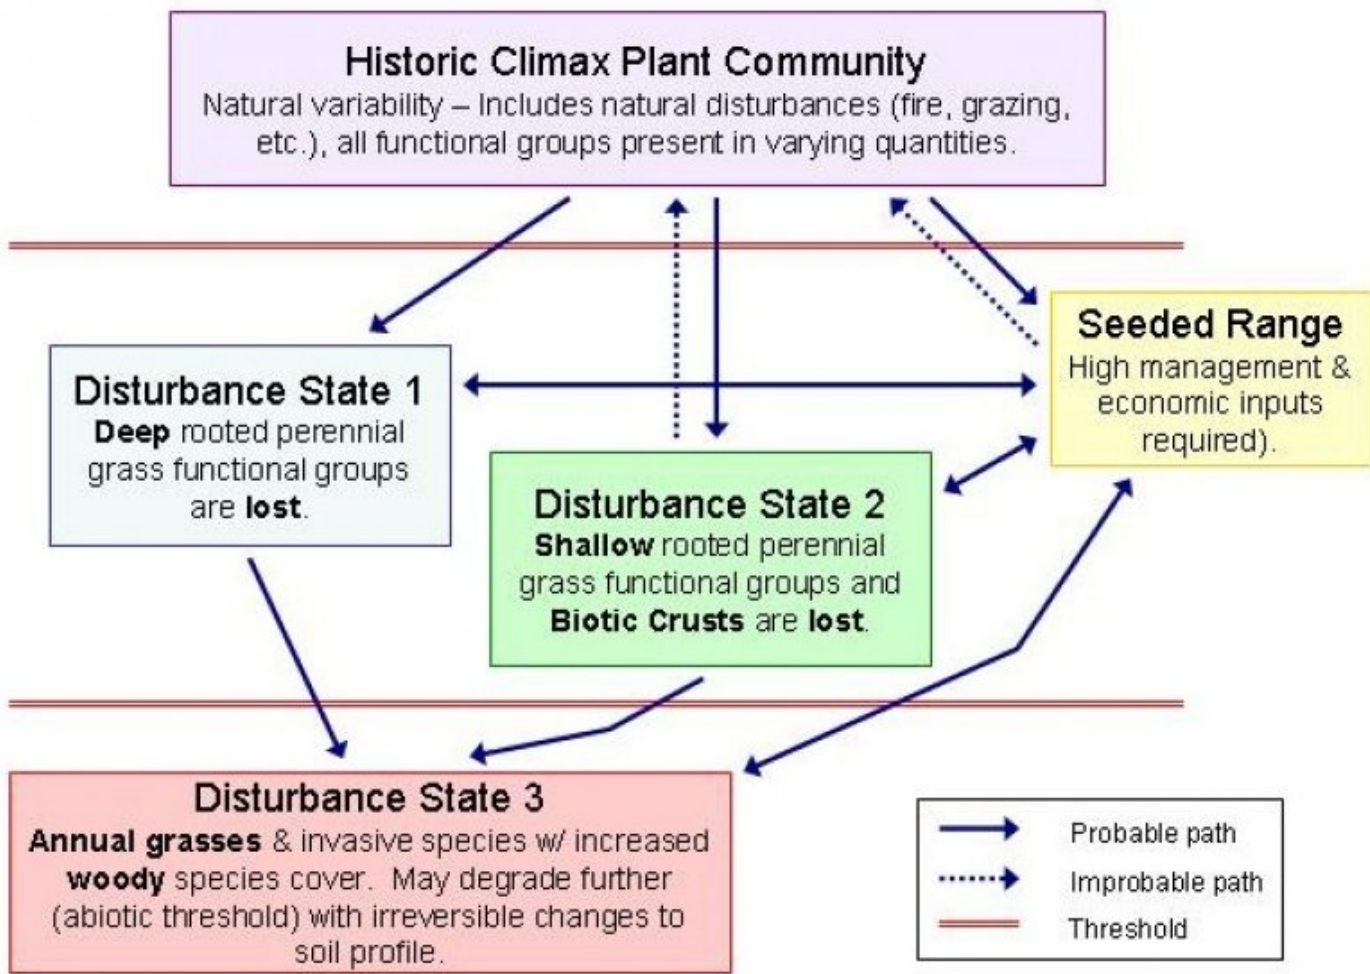 Historic Climax Plant Community
Natural variability – Includes natural disturbances (fire, grazing,
etc.), all functional groups present in varying quantities.
Seeded Range
High management &
economic inputs
required).
Disturbance State 1
Deep rooted perennial
grass functional groups
are lost.
Disturbance State 2
Shallow rooted perennial
grass functional groups and
Biotic Crusts are lost.
Disturbance State 3
Annual grasses & invasive species w/ increased
woody species cover. May degrade further
(abiotic threshold) with irreversible changes to
soil profile.
Probable path
Improbable path
Threshold